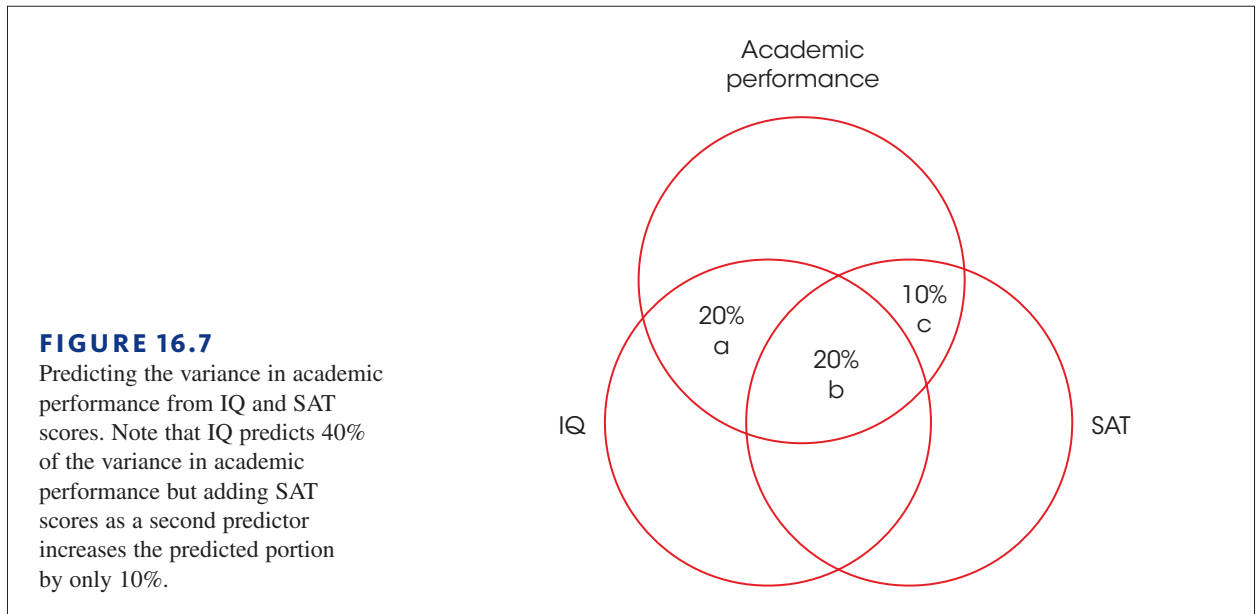 Academic
performance
10%
c
20%
a
20%
b
IQ
SAT
FIGURE 16.7
Predicting the variance in academic
performance from IQ and SAT
scores. Note that IQ predicts 40%
of the variance in academic
performance but adding SAT
scores as a second predictor
increases the predicted portion
by only 10%.